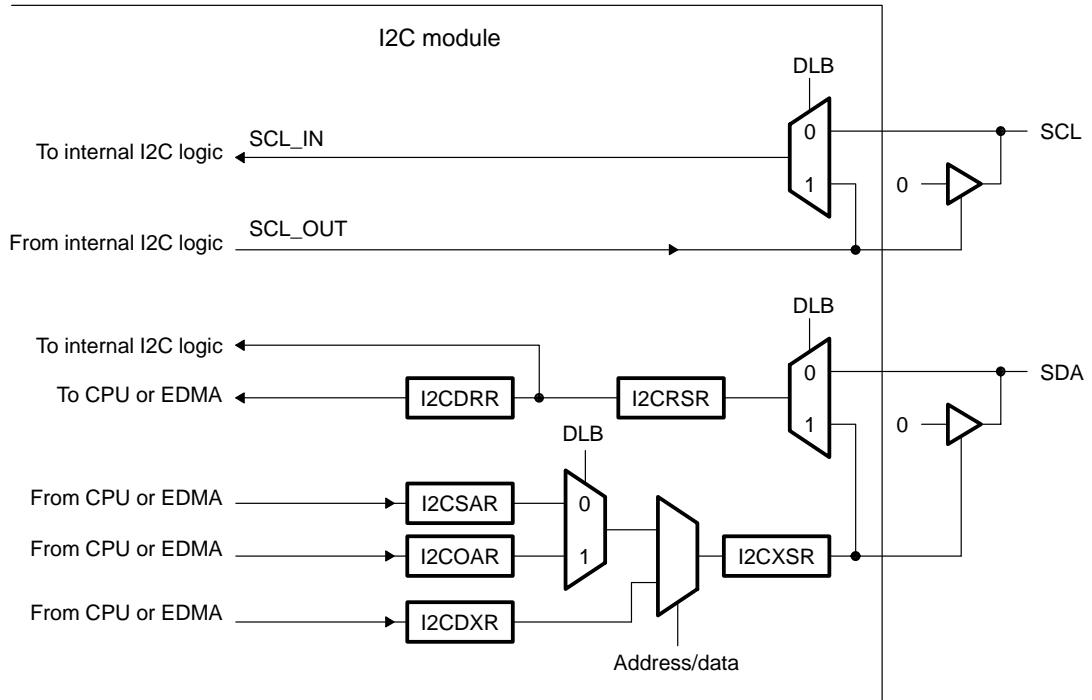 I2C module
DLB
0
SCL
To internal I2C logic
SCL_IN
1
0
From internal I2C logic
SCL_OUT
DLB
To internal I2C logic
0
SDA
To CPU or EDMA
I2CDRR
I2CRSR
1
0
DLB
From CPU or EDMA
I2CSAR
0
From CPU or EDMA
I2COAR
1
I2CXSR
From CPU or EDMA
I2CDXR
Address/data